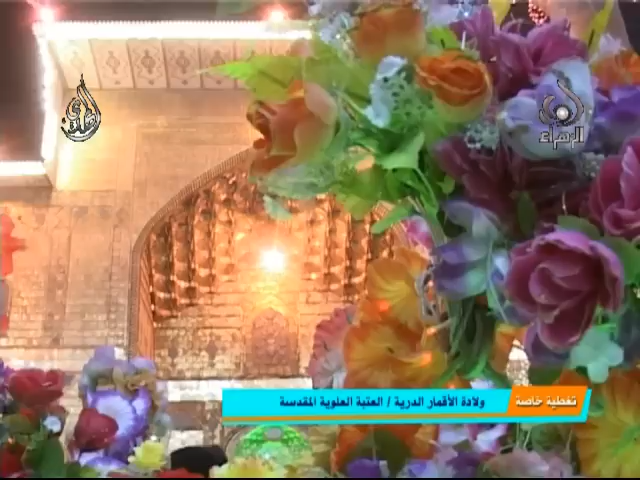 الزهراء
تغطية خاصة
ولادة الأقمار الدرية / العتبة العلوية المقدسة